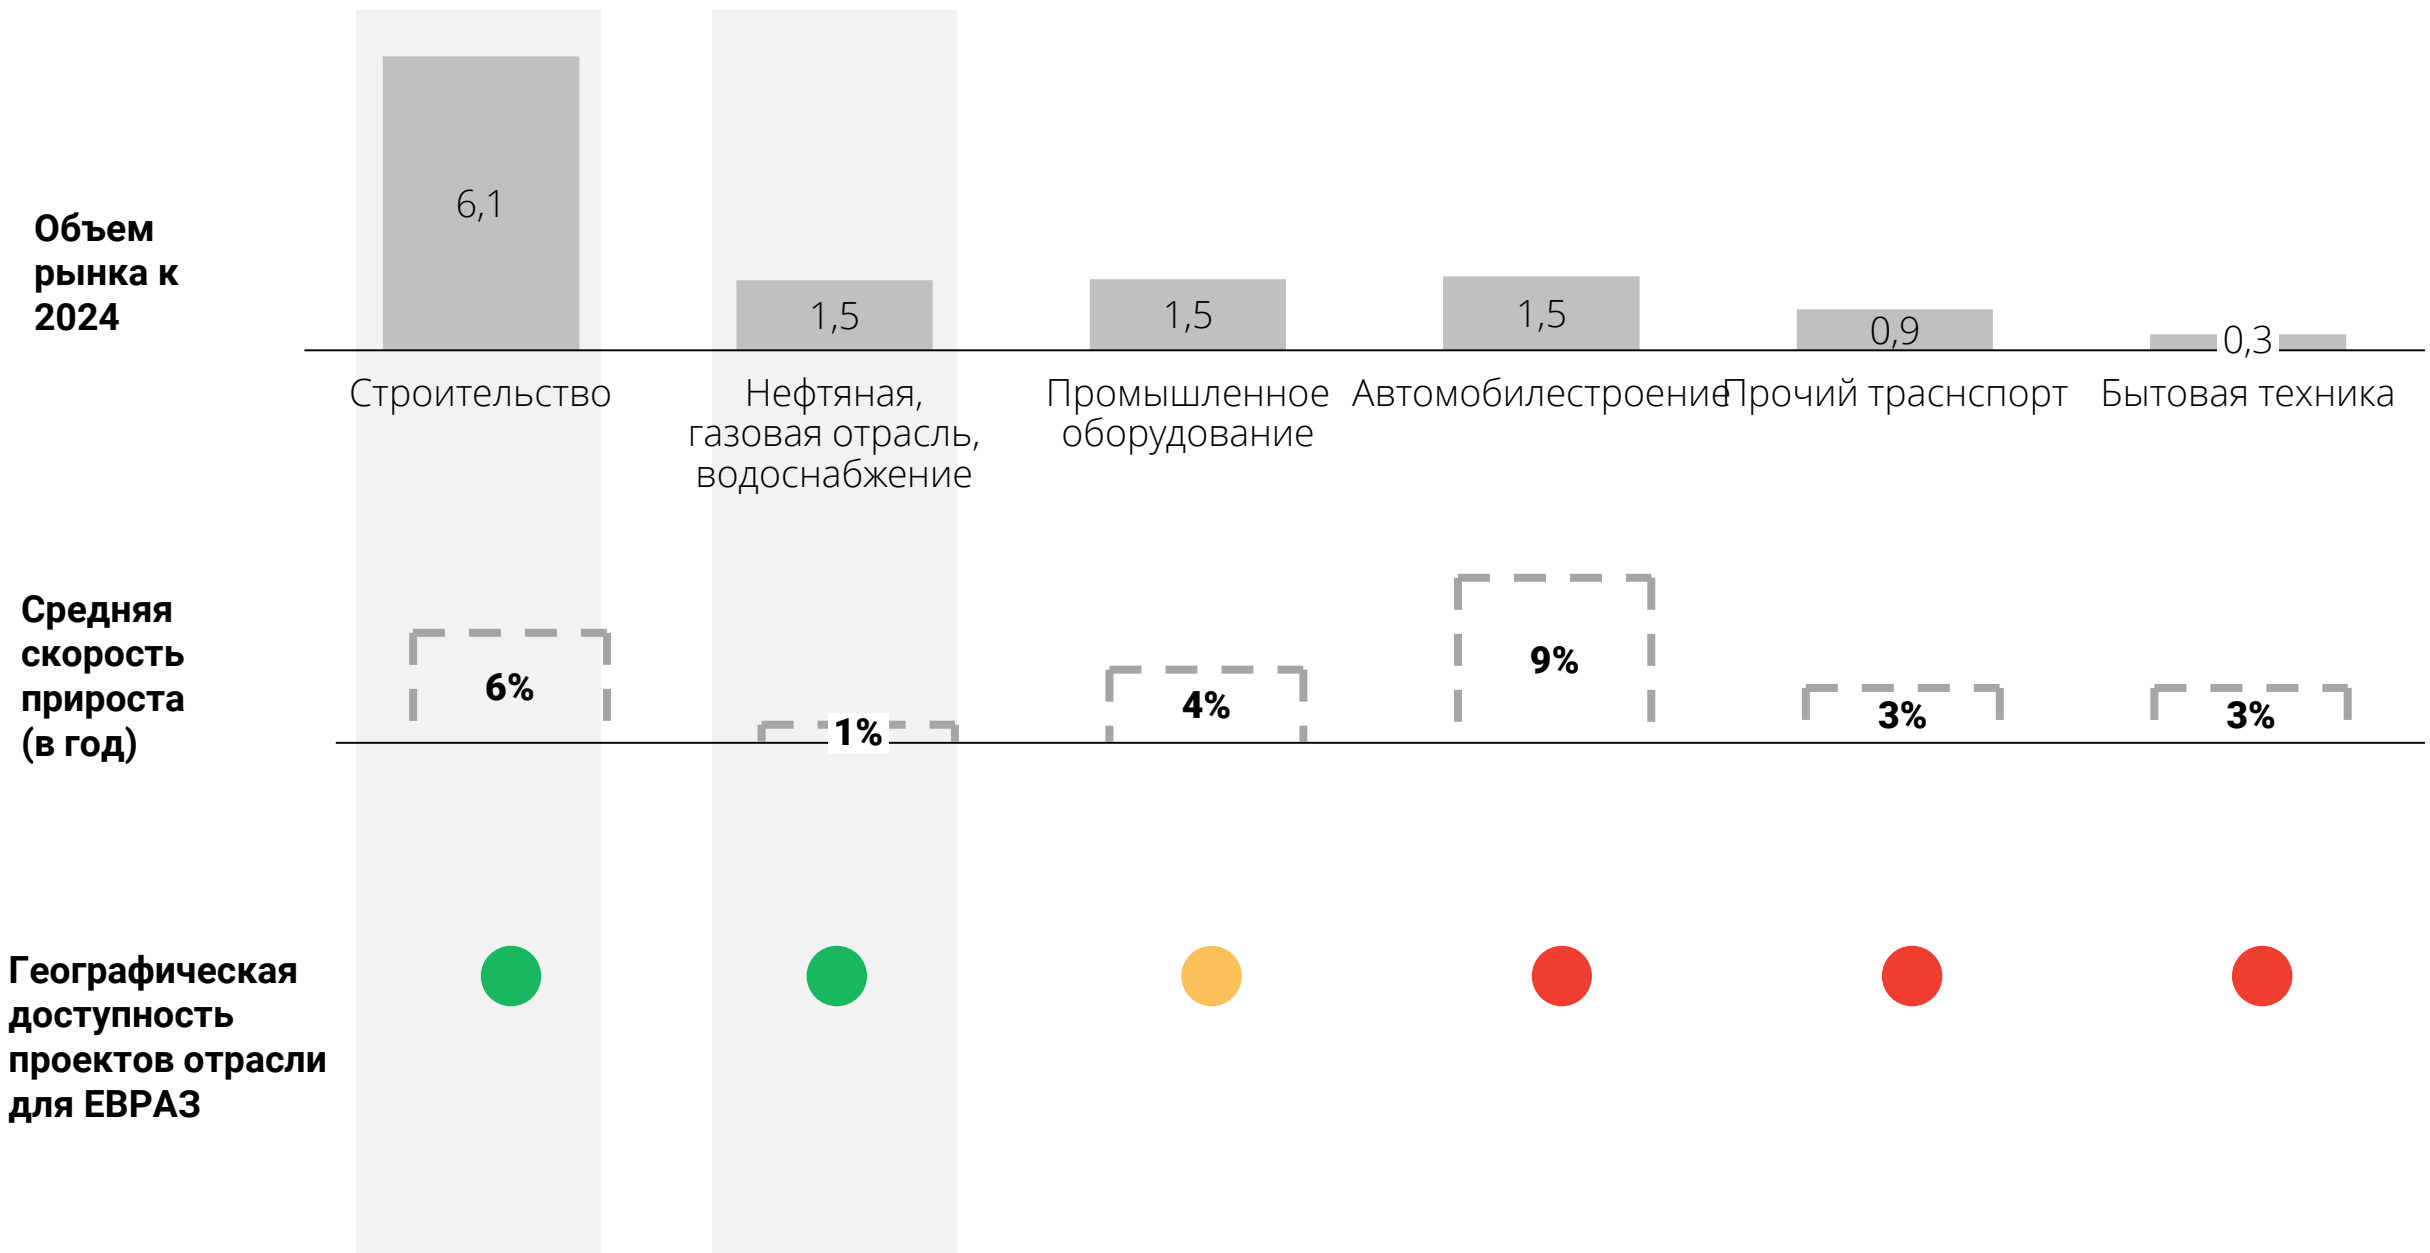 Объем
рынка к
2024
6,1
1,5
1,5
1,5
0,9
0,3
Строительство
Нефтяная,
газовая отрасль,
водоснабжение
Промышленное
оборудование
Автомобилестроение
Прочий траснспорт
Бытовая техника
Средняя
скорость
прироста
(в год)
6%
1%
4%
9%
3%
3%
Географическая
доступность
проектов отрасли
для ЕВРАЗ